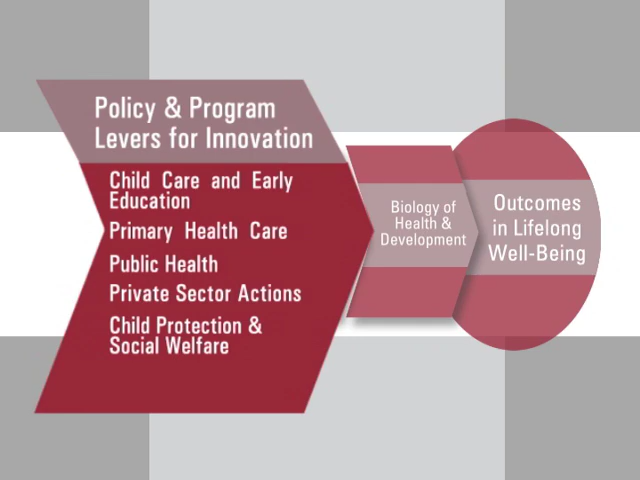 Policy & Program
Levers for Innovation
Child Care and Early
Education
Primary Health Care
Public Health
Private Sector Actions
Child Protection &
Social Welfare
Biology of
Health &
Development
Outcomes
in Lifelong
Well-Being